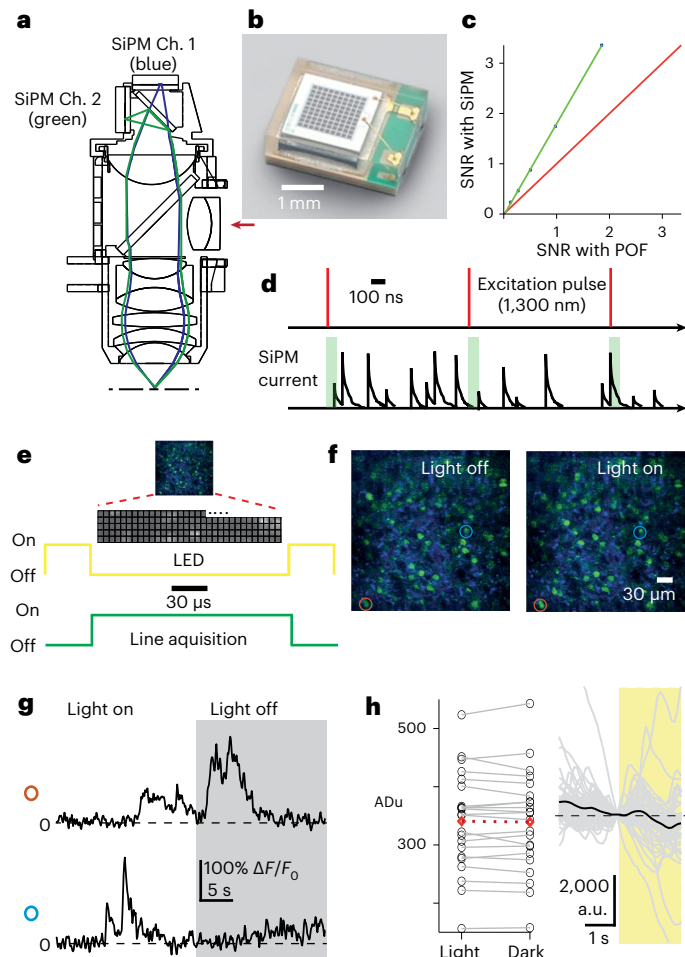 a
SiPM Ch. 1
(blue)
SiPM Ch. 2
(green)
b
1 mm
c
SNR with SiPM
3
2
1
0
1
2
3
SNR with POF
d
100 ns
Excitation pulse
(1,300 nm)
SiPM
current
e
On
Off
LED
30 µs
On
Off
Line aquisition
f
Light off
Light on
30 µm
g
Light on
Light off
0
100% ΔF/F0
5 s
0
h
500
ADu
300
Light
Dark
2,000
a.u.
1 s